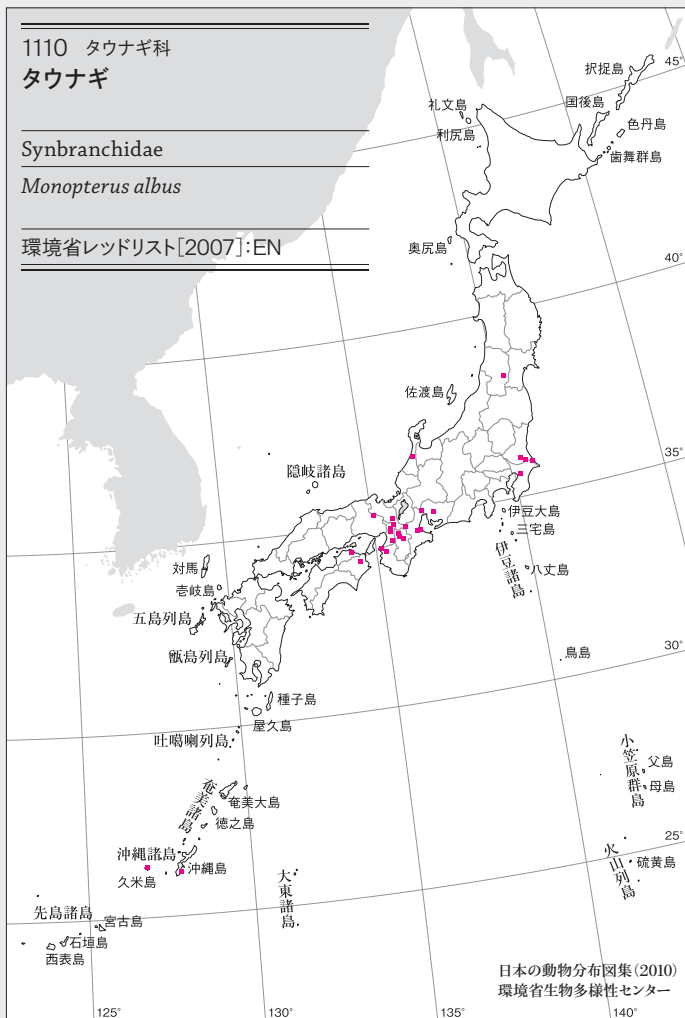 1110 タウナギ科
タウナギ
Synbranchidae
Monopterus albus
環境省レッドリスト[2007]:EN
択捉島
45°
礼文島
国後島
色丹島
利尻島
歯舞群島
奥尻島
40°
佐渡島
35°
隠岐諸島
伊豆大島
三宅島
伊豆諸島
八丈島
対馬
壱岐島
五島列島
甑島列島
鳥島
30°
種子島
屋久島
吐噶喇列島
小笠原群島
父島
母島
奄美諸島
奄美大島
徳之島
25°
沖縄諸島
沖縄島
久米島
火山列島
硫黄島
大東諸島
先島諸島
宮古島
石垣島
西表島
日本の動物分布図集(2010)
環境省生物多様性センター
125°
130°
135°
140°